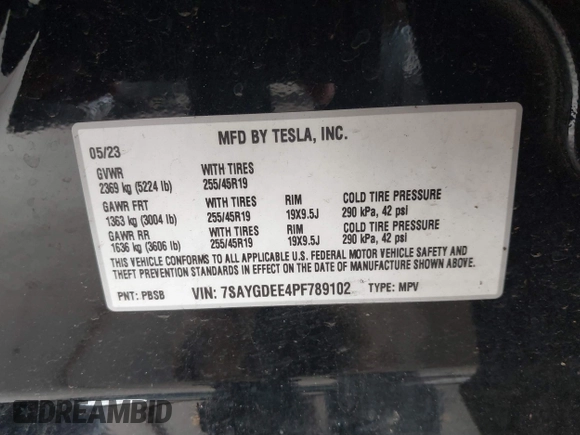 MFD BY TESLA, INC.
05/23
GVWR WITH TIRES
2369 kg (5224 lb) 255/45R19
GAWR FRT WITH TIRES RIM COLD TIRE PRESSURE
1363 kg (3004 lb) 255/45R19 19X9.5J 290 kPa, 42 psi
GAWR RR WITH TIRES RIM COLD TIRE PRESSURE
1636 kg (3606 lb) 255/45R19 19X9.5J 290 kPa, 42 psi
THIS VEHICLE CONFORMS TO ALL APPLICABLE U.S. FEDERAL MOTOR VEHICLE SAFETY AND
THEFT PREVENTION STANDARDS IN EFFECT ON THE DATE OF MANUFACTURE SHOWN ABOVE.
PNT: PBSB VIN: 7SAYGDEE4PF789102 TYPE: MPV
DREAMBID